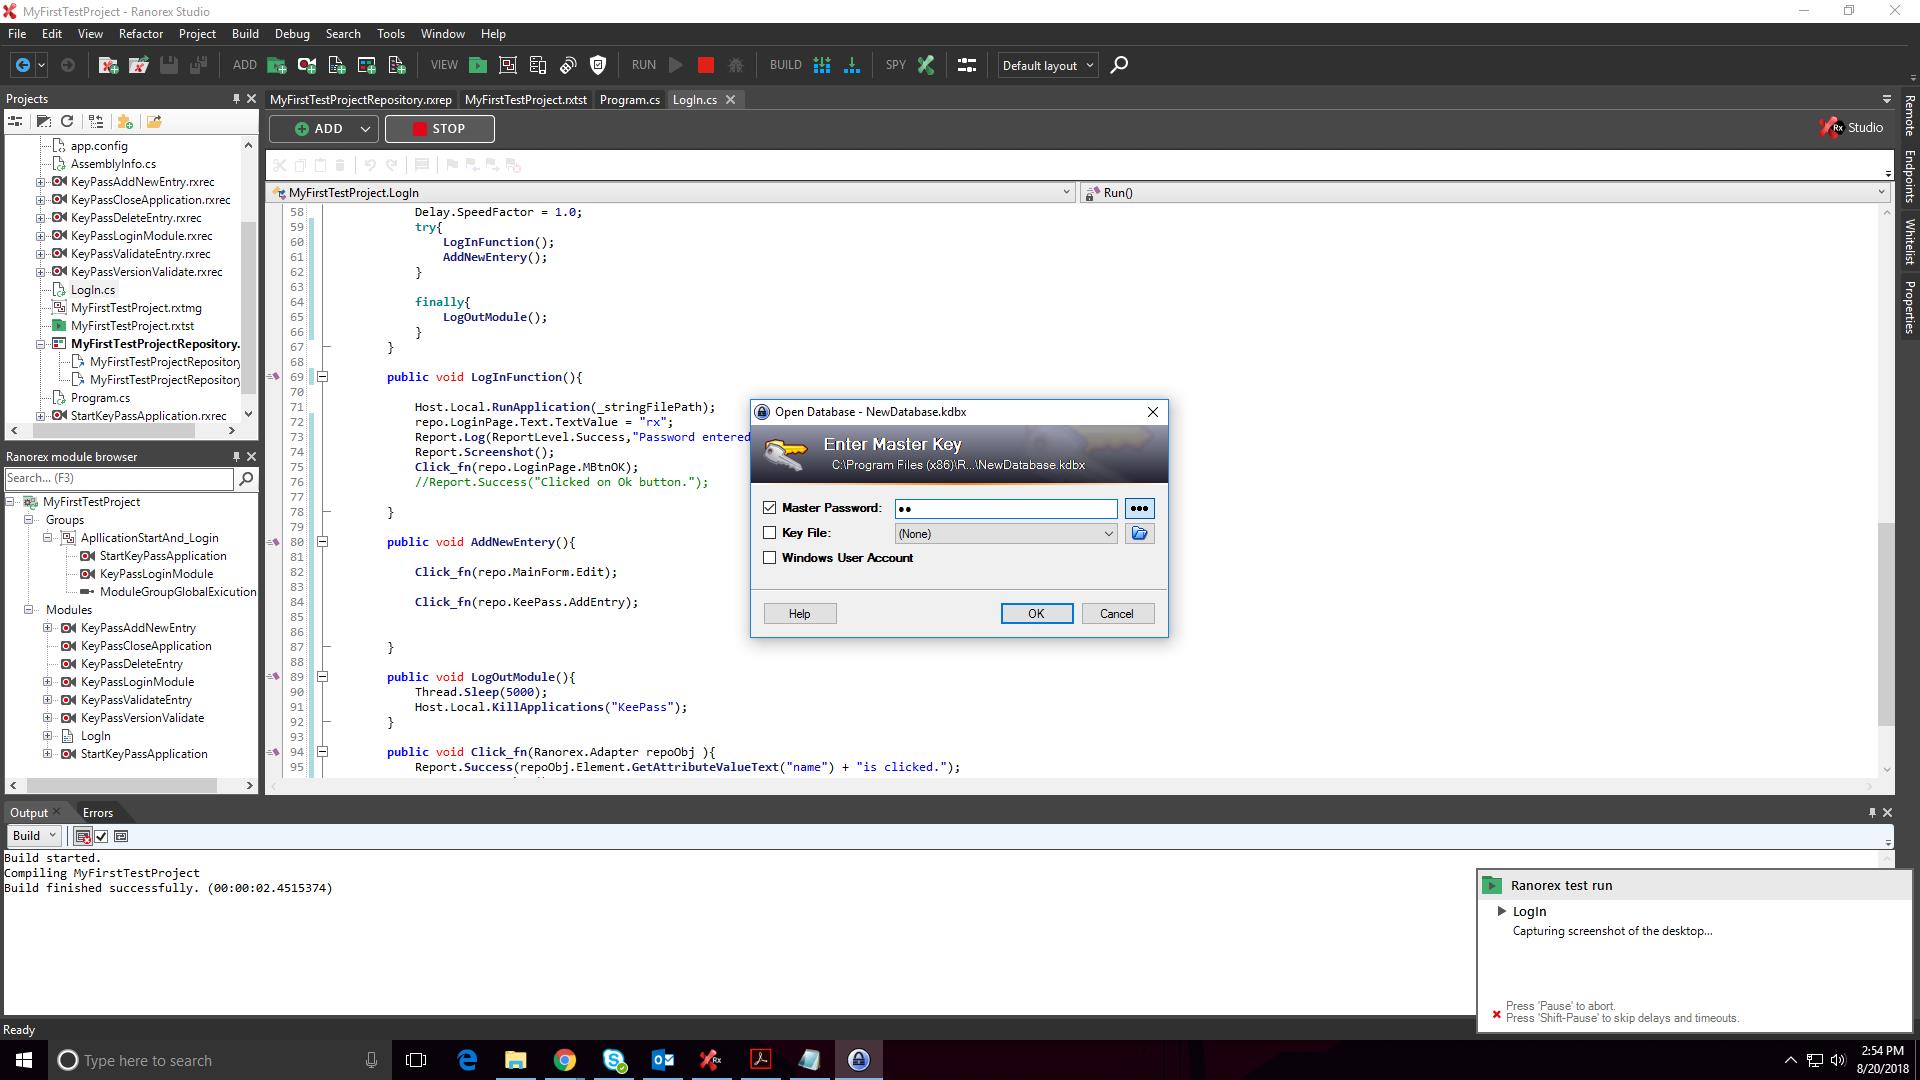 MyFirstTestProject - Ranorex Studio
File Edit View Refactor Project Build Debug Search Tools Window Help
ADD VIEW RUN BUILD SPY Default layout
Projects
MyFirstTestProjectRepository.rxrep MyFirstTestProject.rxtst Program.cs LogIn.cs
ADD STOP
Rx Studio
MyFirstTestProject.LogIn
Run()
app.config
AssemblyInfo.cs
KeyPassAddNewEntry.rxrec
KeyPassCloseApplication.rxrec
KeyPassDeleteEntry.rxrec
KeyPassLoginModule.rxrec
KeyPassValidateEntry.rxrec
KeyPassVersionValidate.rxrec
LogIn.cs
MyFirstTestProject.rxtmg
MyFirstTestProject.rxtst
MyFirstTestProjectRepository.
MyFirstTestProjectRepository
MyFirstTestProjectRepository
Program.cs
StartKeyPassApplication.rxrec
Ranorex module browser
Search... (F3)
MyFirstTestProject
Groups
ApllicationStartAnd_Login
StartKeyPassApplication
KeyPassLoginModule
ModuleGroupGlobalExicution
Modules
KeyPassAddNewEntry
KeyPassCloseApplication
KeyPassDeleteEntry
KeyPassLoginModule
KeyPassValidateEntry
KeyPassVersionValidate
LogIn
StartKeyPassApplication
58 Delay.SpeedFactor = 1.0;
59 try{
60 LogInFunction();
61 AddNewEntery();
62 }
63
64 finally{
65 LogOutModule();
66 }
67 }
68
69 public void LogInFunction(){
70
71 Host.Local.RunApplication(_stringFilePath);
72 repo.LoginPage.Text.TextValue = "rx";
73 Report.Log(ReportLevel.Success,"Password entered
74 Report.Screenshot();
75 Click_fn(repo.LoginPage.MBtnOK);
76 //Report.Success("Clicked on Ok button.");
77
78 }
79
80 public void AddNewEntery(){
81
82 Click_fn(repo.MainForm.Edit);
83
84 Click_fn(repo.KeePass.AddEntry);
85
86
87 }
88
89 public void LogOutModule(){
90 Thread.Sleep(5000);
91 Host.Local.KillApplications("KeePass");
92 }
93
94 public void Click_fn(Ranorex.Adapter repoObj ){
95 Report.Success(repoObj.Element.GetAttributeValueText("name") + "is clicked.");
Open Database - NewDatabase.kdbx
Enter Master Key
C:\Program Files (x86)\R...\NewDatabase.kdbx
Master Password:
Key File: (None)
Windows User Account
Help OK Cancel
Remote
Endpoints
Whitelist
Properties
Output Errors
Build
Build started.
Compiling MyFirstTestProject
Build finished successfully. (00:00:02.4515374)
Ranorex test run
LogIn
Capturing screenshot of the desktop...
Press 'Pause' to abort.
Press 'Shift-Pause' to skip delays and timeouts.
Ready
Type here to search
2:54 PM
8/20/2018